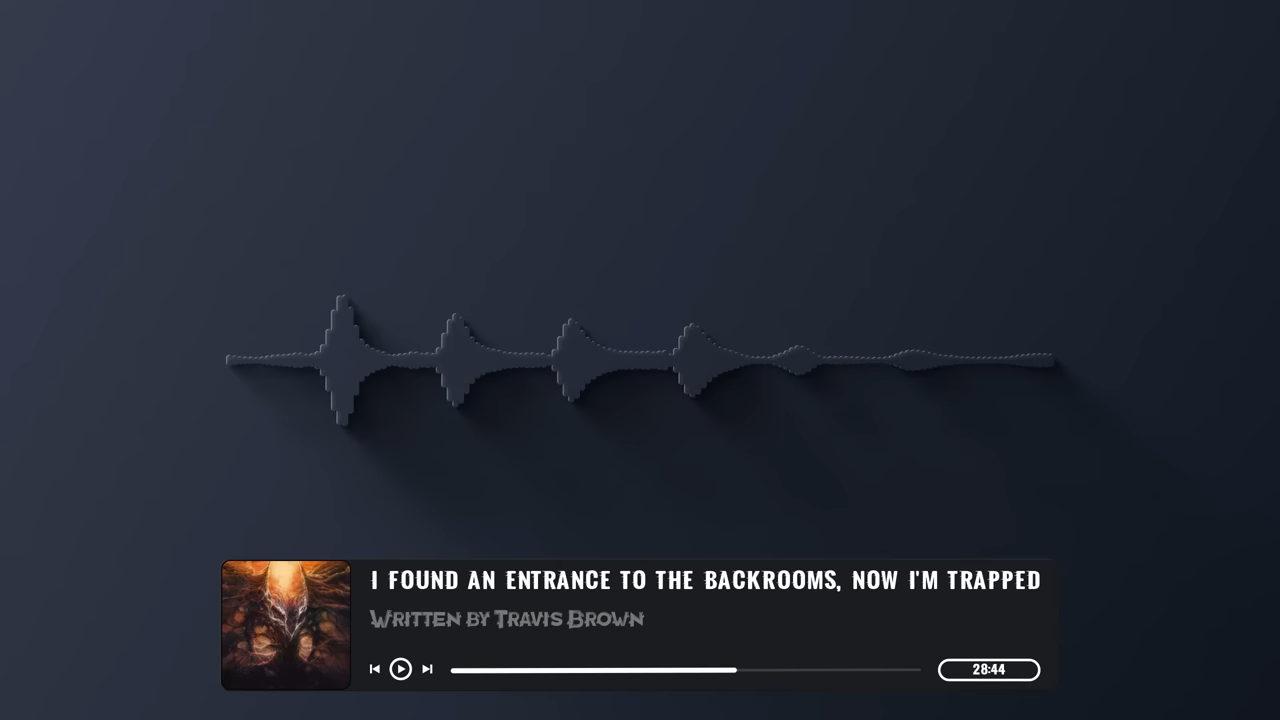 I FOUND AN ENTRANCE TO THE BACKROOMS, NOW I'M TRAPPED
WRITTEN BY TRAVIS BROWN
28:44